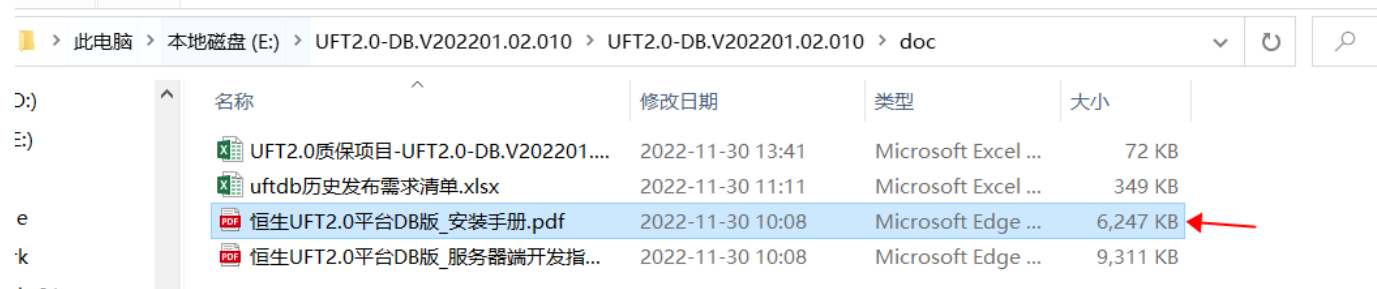 此电脑 > 本地磁盘 (E:) > UFT2.0-DB.V202201.02.010 > UFT2.0-DB.V202201.02.010 > doc
D:)
E:)
e
rk
名称 修改日期 类型 大小
UFT2.0质保项目-UFT2.0-DB.V202201.... 2022-11-30 13:41 Microsoft Excel ... 72 KB
uftdb历史发布需求清单.xlsx 2022-11-30 11:11 Microsoft Excel ... 349 KB
恒生UFT2.0平台DB版_安装手册.pdf 2022-11-30 10:08 Microsoft Edge ... 6,247 KB
恒生UFT2.0平台DB版_服务器端开发指... 2022-11-30 10:08 Microsoft Edge ... 9,311 KB